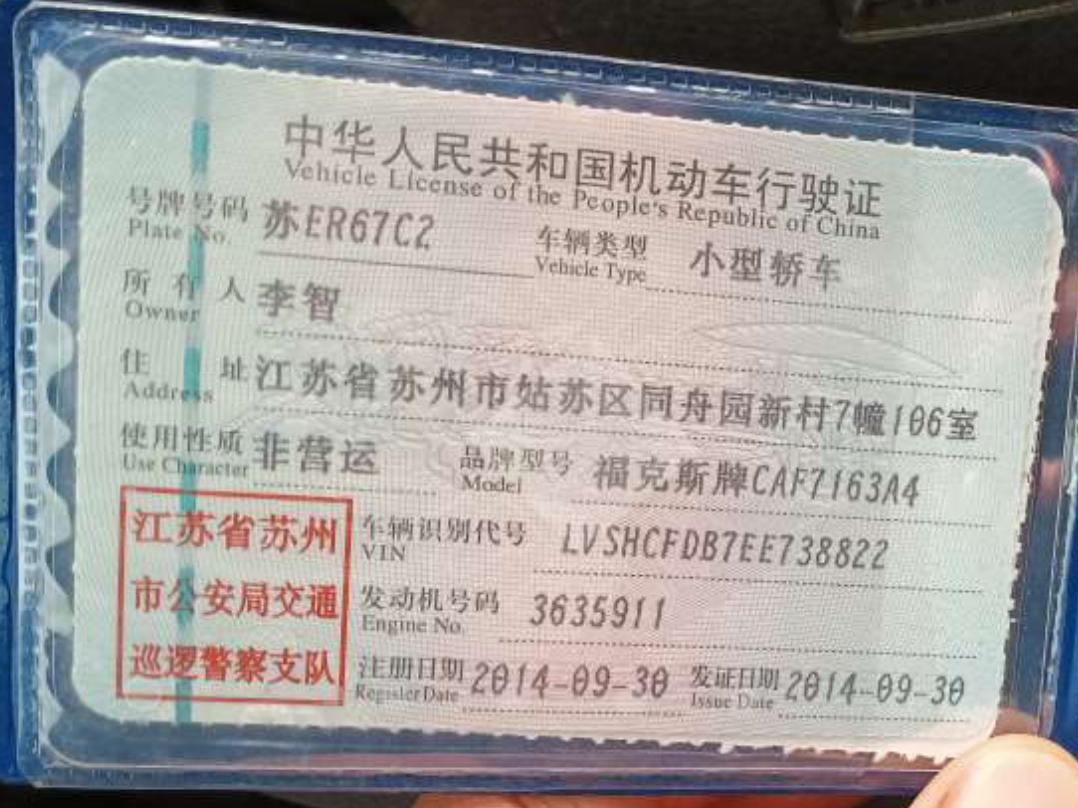 中华人民共和国机动车行驶证
Vehicle License of the People's Republic of China
号牌号码 苏ER67C2 车辆类型 小型轿车
Plate No. Vehicle Type
所有人 李智
Owner
住址 江苏省苏州市姑苏区同舟园新村7幢106室
Address
使用性质 非营运 品牌型号 福克斯牌CAF7163A4
Use Character Model
江苏省苏州 车辆识别代号 LVSHCFDB7EE738822
VIN
市公安局交通 发动机号码 3635911
Engine No.
巡逻警察支队 注册日期 2014-09-30 发证日期 2014-09-30
Register Date Issue Date